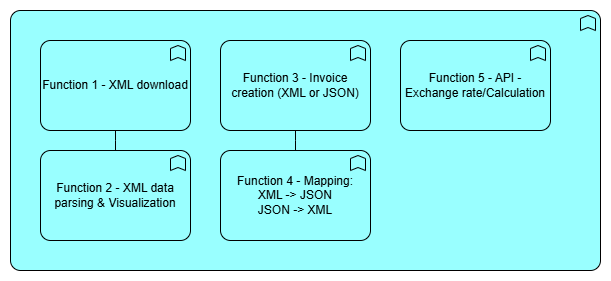 Function 1 - XML download
Function 3 - Invoice
creation (XML or JSON)
Function 5 - API -
Exchange rate/Calculation
Function 2 - XML data
parsing & Visualization
Function 4 - Mapping:
XML -> JSON
JSON -> XML